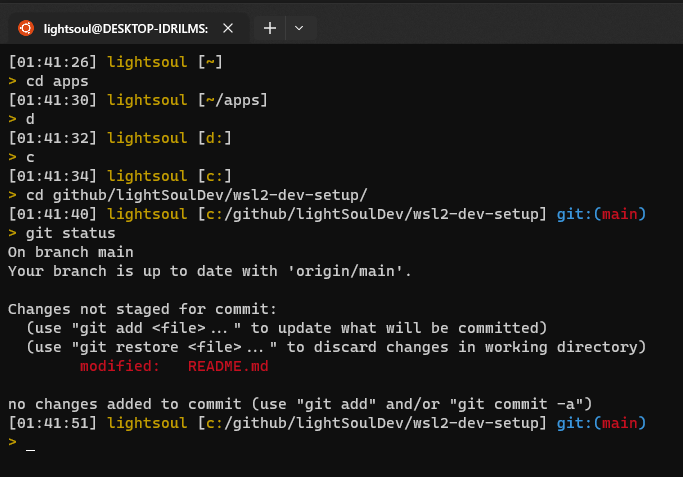 lightsoul@DESKTOP-IDRILMS:
[01:41:26] lightsoul [~]
> cd apps
[01:41:30] lightsoul [~/apps]
> d
[01:41:32] lightsoul [d:]
> c
[01:41:34] lightsoul [c:]
> cd github/lightSoulDev/wsl2-dev-setup/
[01:41:40] lightsoul [c:/github/lightSoulDev/wsl2-dev-setup] git:(main)
> git status
On branch main
Your branch is up to date with 'origin/main'.
Changes not staged for commit:
  (use "git add <file>..." to update what will be committed)
  (use "git restore <file>..." to discard changes in working directory)
        modified:   README.md
no changes added to commit (use "git add" and/or "git commit -a")
[01:41:51] lightsoul [c:/github/lightSoulDev/wsl2-dev-setup] git:(main)
> _